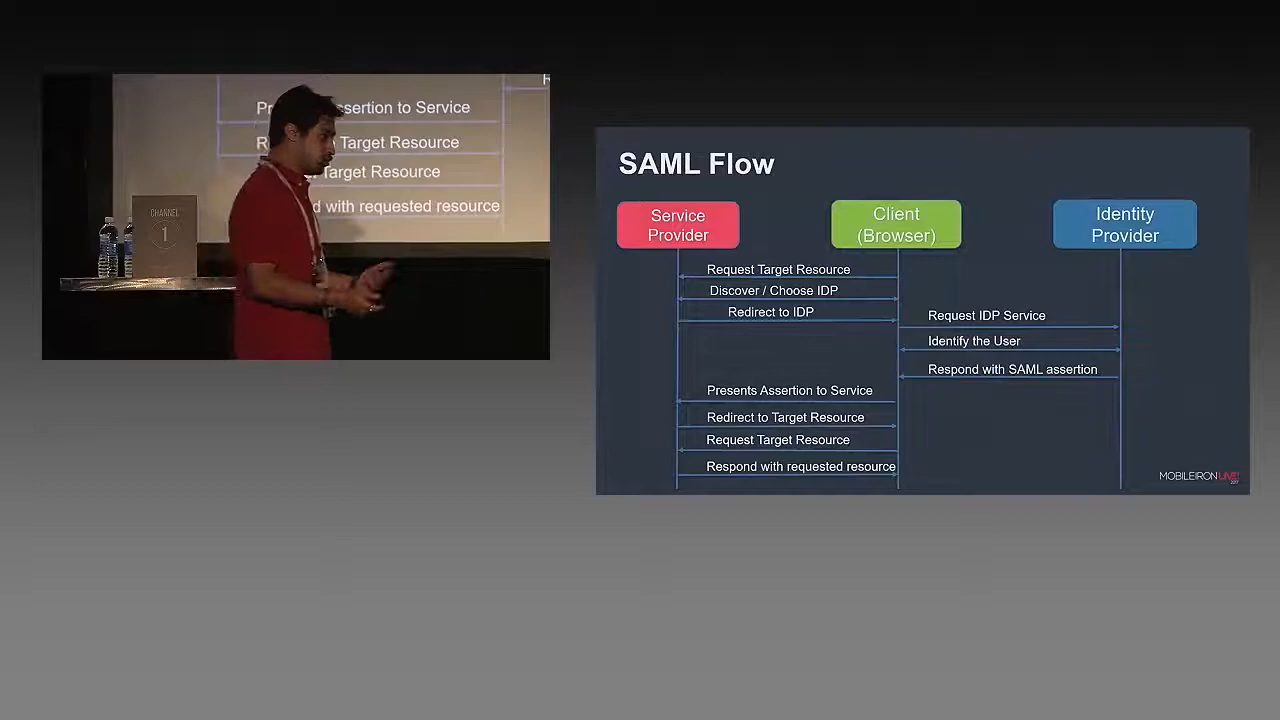 R
Pr
ssertion to Service
R
Target Resource
Target Resource
d with requested resource
CHANNEL
1
SAML Flow
Service
Provider
Client
(Browser)
Identity
Provider
Request Target Resource
Discover / Choose IDP
Redirect to IDP
Request IDP Service
Identify the User
Respond with SAML assertion
Presents Assertion to Service
Redirect to Target Resource
Request Target Resource
Respond with requested resource
MOBILEIRON LIVE!
2017